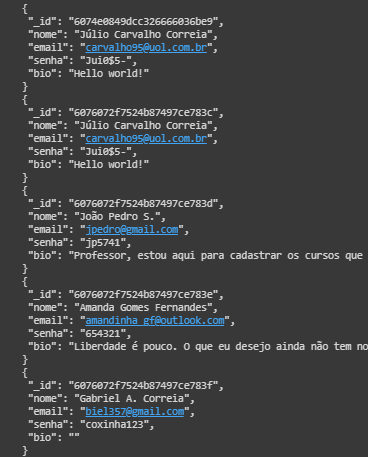 {
"_id": "6074e0849dcc326666036be9",
"nome": "Júlio Carvalho Correia",
"email": "carvalho95@uol.com.br",
"senha": "Jui0$5-",
"bio": "Hello World!"
}
{
"_id": "6076072f7524b87497ce783c",
"nome": "Júlio Carvalho Correia",
"email": "carvalho95@uol.com.br",
"senha": "Jui0$5-",
"bio": "Hello World!"
}
{
"_id": "6076072f7524b87497ce783d",
"nome": "João Pedro S.",
"email": "jpedro@gmail.com",
"senha": "jp5741",
"bio": "Professor, estou aqui para cadastrar os cursos que
}
{
"_id": "6076072f7524b87497ce783e",
"nome": "Amanda Gomes Fernandes",
"email": "amandinha_gf@outlook.com",
"senha": "654321",
"bio": "Liberdade é pouco. O que eu desejo ainda não tem no
}
{
"_id": "6076072f7524b87497ce783f",
"nome": "Gabriel A. Correia",
"email": "biel357@gmail.com",
"senha": "coxinha123",
"bio": ""
}